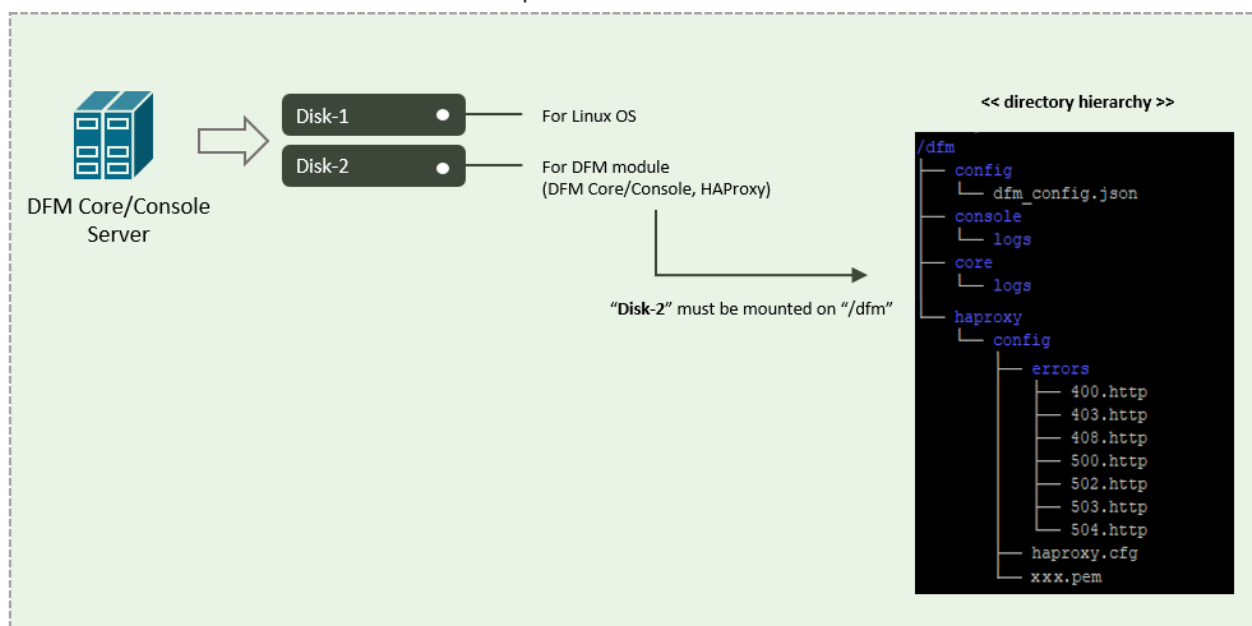 Disk-1
For Linux OS
Disk-2
For DFM module
(DFM Core/Console, HAProxy)
DFM Core/Console
Server
“Disk-2” must be mounted on “/dfm”
<< directory hierarchy >>
/dfm
config
dfm_config.json
console
logs
core
logs
haproxy
config
errors
400.http
403.http
408.http
500.http
502.http
503.http
504.http
haproxy.cfg
xxx.pem